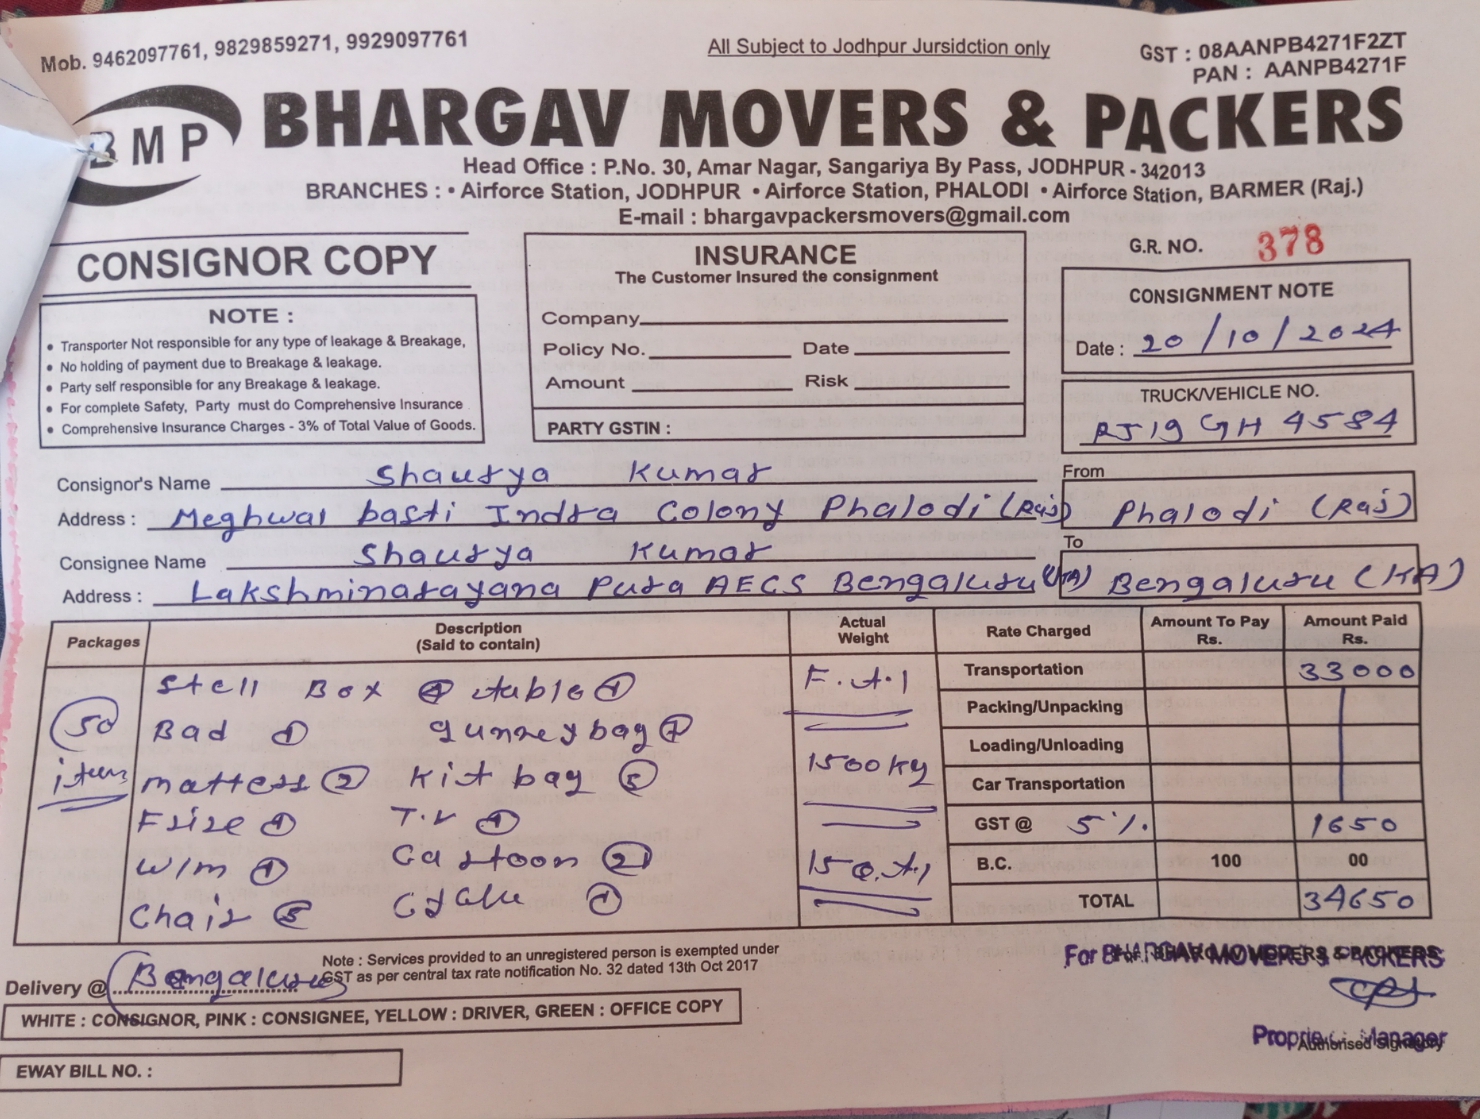 Mob. 9462097761, 9829859271, 9929097761
All Subject to Jodhpur Jursidction only
GST : 08AANPB4271F2ZT
PAN : AANPB4271F
BMP
BHARGAV MOVERS & PACKERS
Head Office : P.No. 30, Amar Nagar, Sangariya By Pass, JODHPUR - 342013
BRANCHES : • Airforce Station, JODHPUR • Airforce Station, PHALODI • Airforce Station, BARMER (Raj.)
E-mail : bhargavpackersmovers@gmail.com
CONSIGNOR COPY
NOTE :
• Transporter Not responsible for any type of leakage & Breakage,
• No holding of payment due to Breakage & leakage.
• Party self responsible for any Breakage & leakage.
• For complete Safety, Party must do Comprehensive Insurance
• Comprehensive Insurance Charges - 3% of Total Value of Goods.
INSURANCE
The Customer Insured the consignment
Company
Policy No. Date
Amount Risk
PARTY GSTIN :
G.R. NO. 378
CONSIGNMENT NOTE
Date : 20/10/2024
TRUCK/VEHICLE NO.
RJ19 GH 4584
Consignor's Name Shaurya Kumar
Address : Meghwal basti Indra Colony Phalodi (Raj)
From
Phalodi (Raj)
Consignee Name Shaurya Kumar
Address : Lakshminarayana Pura AECS Bengaluru (KA)
To
Bengaluru (KA)
Packages Description Actual Rate Charged Amount To Pay Amount Paid
(Said to contain) Weight Rs. Rs.
50
items
Stell Box table 1
Bad 1 gunney bag
mattess 2 Kit bag 5
Frize 1 T.V 1
W/m 1 Cartoon 21
Chair 5
1500 Kg
Transportation 33000
Packing/Unpacking
Loading/Unloading
Car Transportation
GST @ 5%. 1650
B.C. 100 00
TOTAL 34650
Note : Services provided to an unregistered person is exempted under
GST as per central tax rate notification No. 32 dated 13th Oct 2017
Delivery @ Bengaluru
WHITE : CONSIGNOR, PINK : CONSIGNEE, YELLOW : DRIVER, GREEN : OFFICE COPY
EWAY BILL NO. :
For BHARGAV MOVERS & PACKERS
Manager
Authorised Signatory